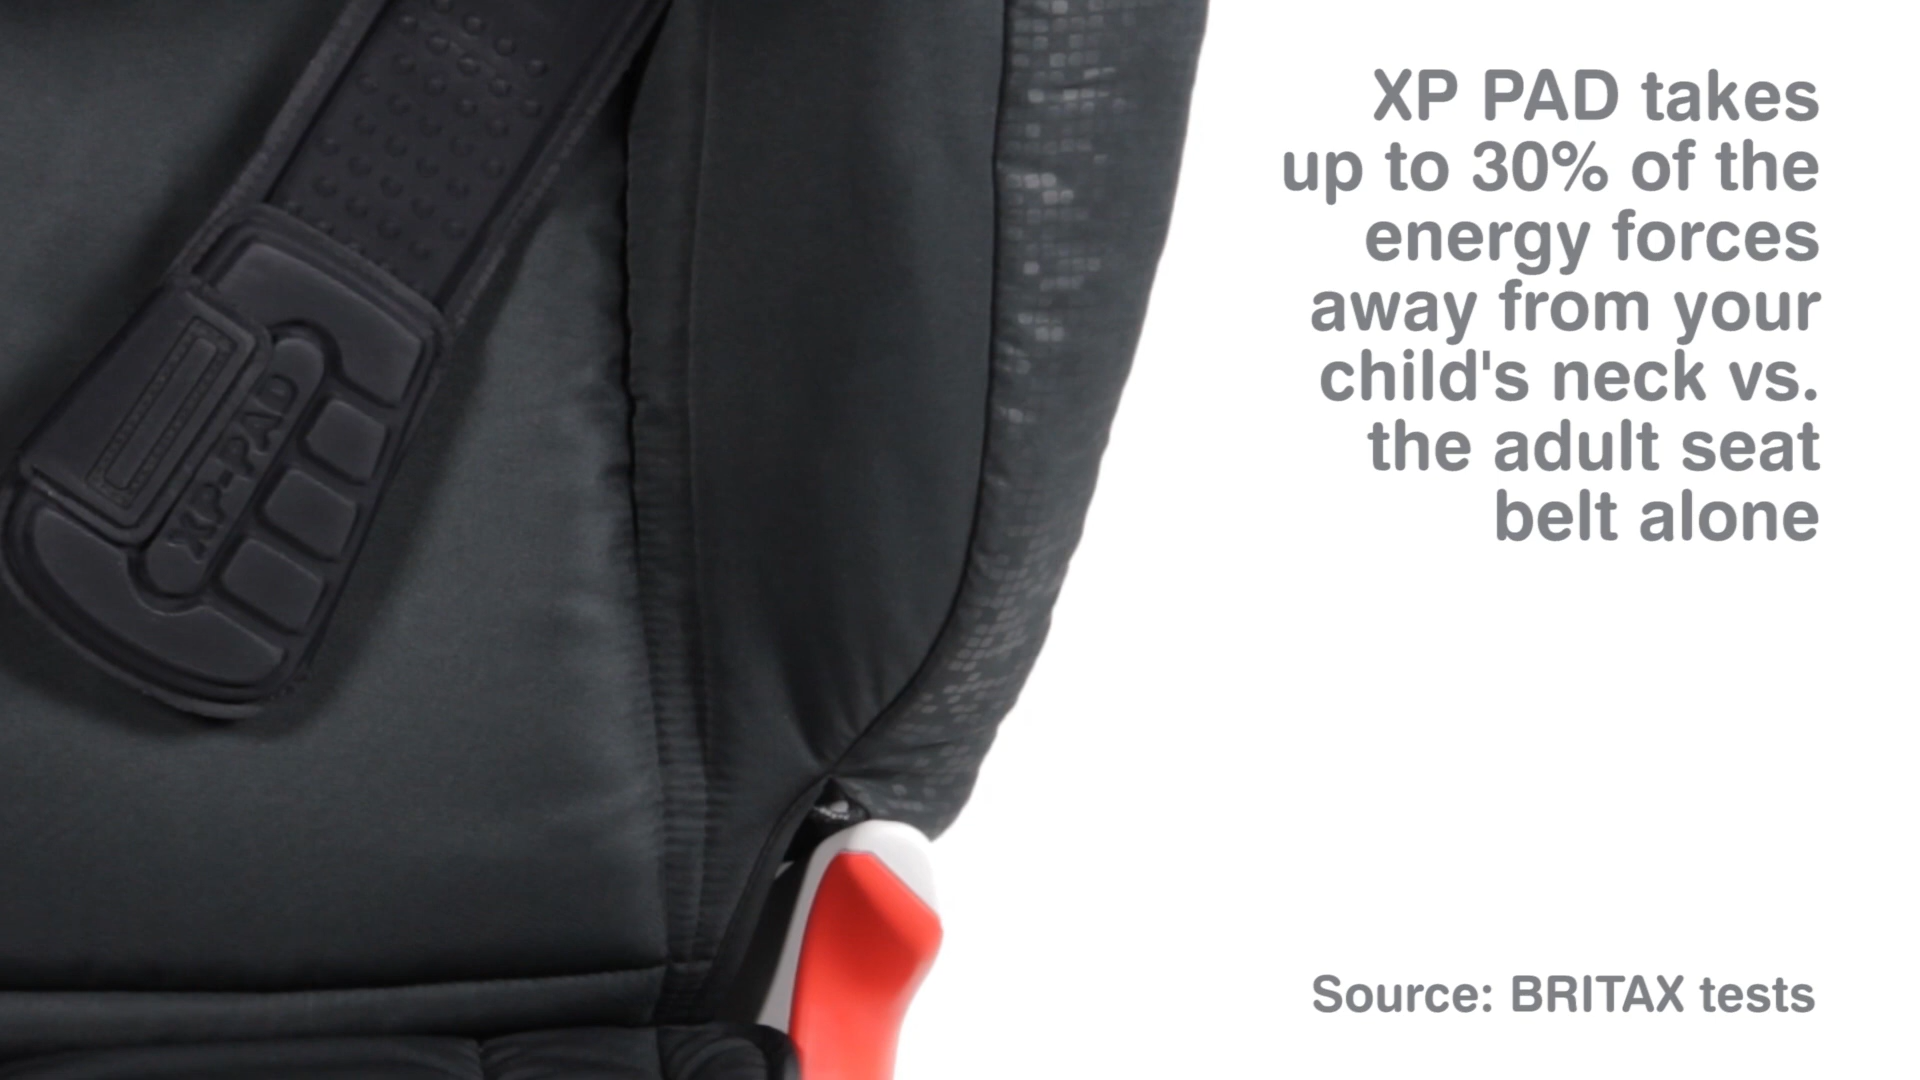 XP PAD takes
up to 30% of the
energy forces
away from your
child's neck vs.
the adult seat
belt alone
XP-PAD
Source: BRITAX tests